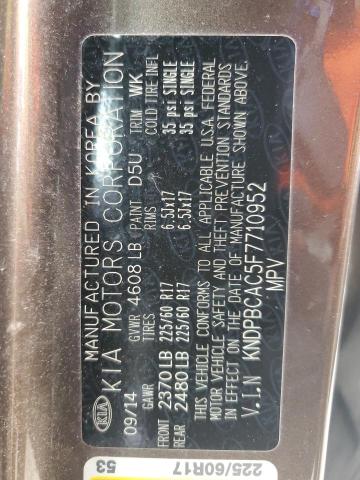 MANUFACTURED IN KOREA BY
KIA KIA MOTORS CORPORATION
09/14 GVWR 4608 LB PAINT D5U TRIM WK
GAWR TIRES RIMS COLD TIRE INFL
FRONT 2370 LB 225/60 R17 6.5Jx17 35 psi SINGLE
REAR 2480 LB 225/60 R17 6.5Jx17 35 psi SINGLE
THIS VEHICLE CONFORMS TO ALL APPLICABLE U.S.A. FEDERAL
MOTOR VEHICLE SAFETY AND THEFT PREVENTION STANDARDS
IN EFFECT ON THE DATE OF MANUFACTURE SHOWN ABOVE.
V.I.N KNDPBCAC5F7710952
MPV
53 225/60R17